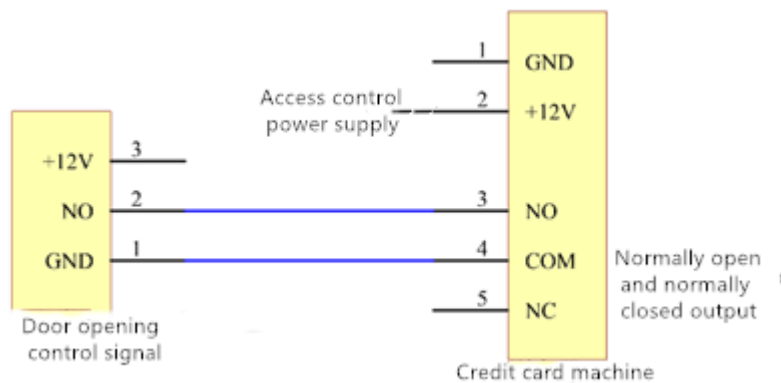 1
GND
Access control
power supply
2
+12V
+12V
3
NO
2
3
NO
GND
1
4
COM
Normally open
and normally
closed output
5
NC
Door opening
control signal
Credit card machine